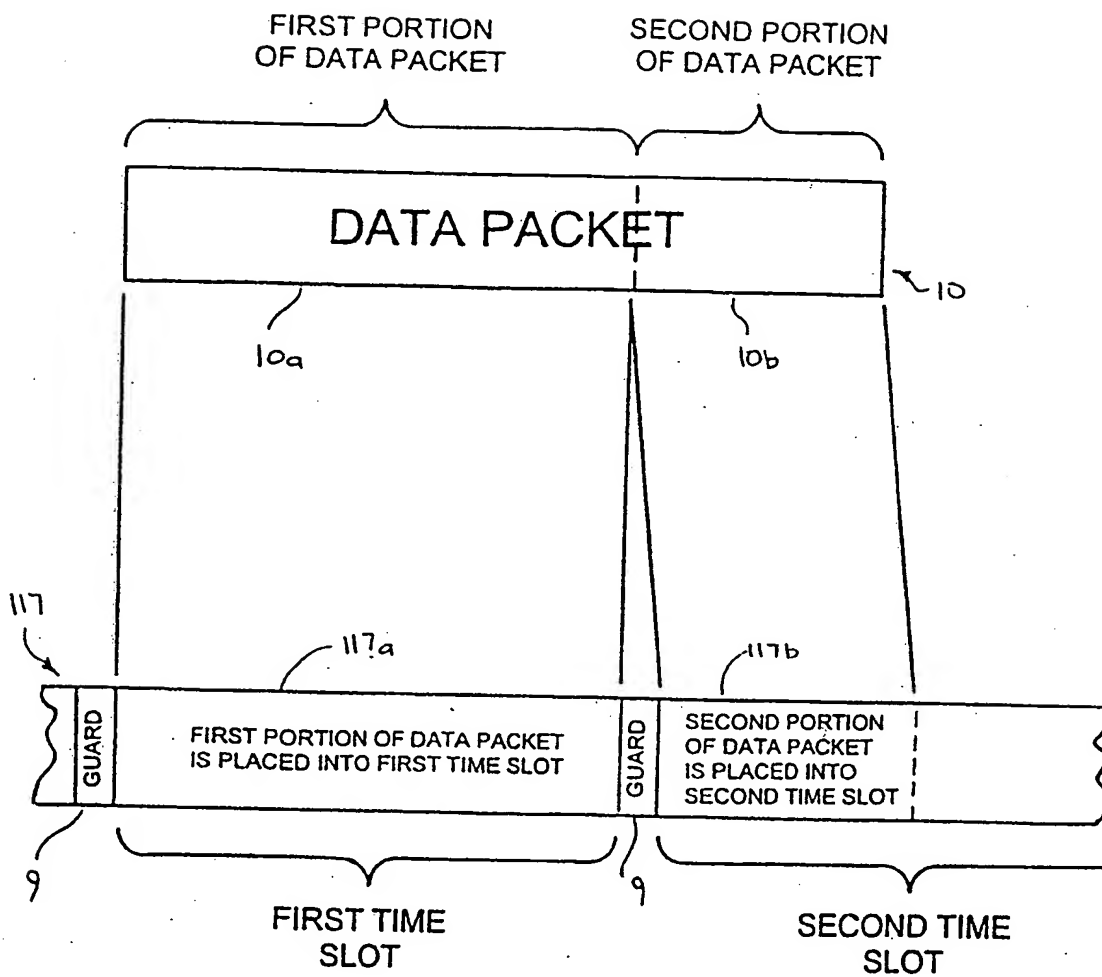 FIRST PORTION
OF DATA PACKET
SECOND PORTION
OF DATA PACKET
DATA PACKET
10
10a
10b
117
117a
117b
GUARD
FIRST PORTION OF DATA PACKET
IS PLACED INTO FIRST TIME SLOT
GUARD
SECOND PORTION
OF DATA PACKET
IS PLACED INTO
SECOND TIME SLOT
9
9
FIRST TIME
SLOT
SECOND TIME
SLOT